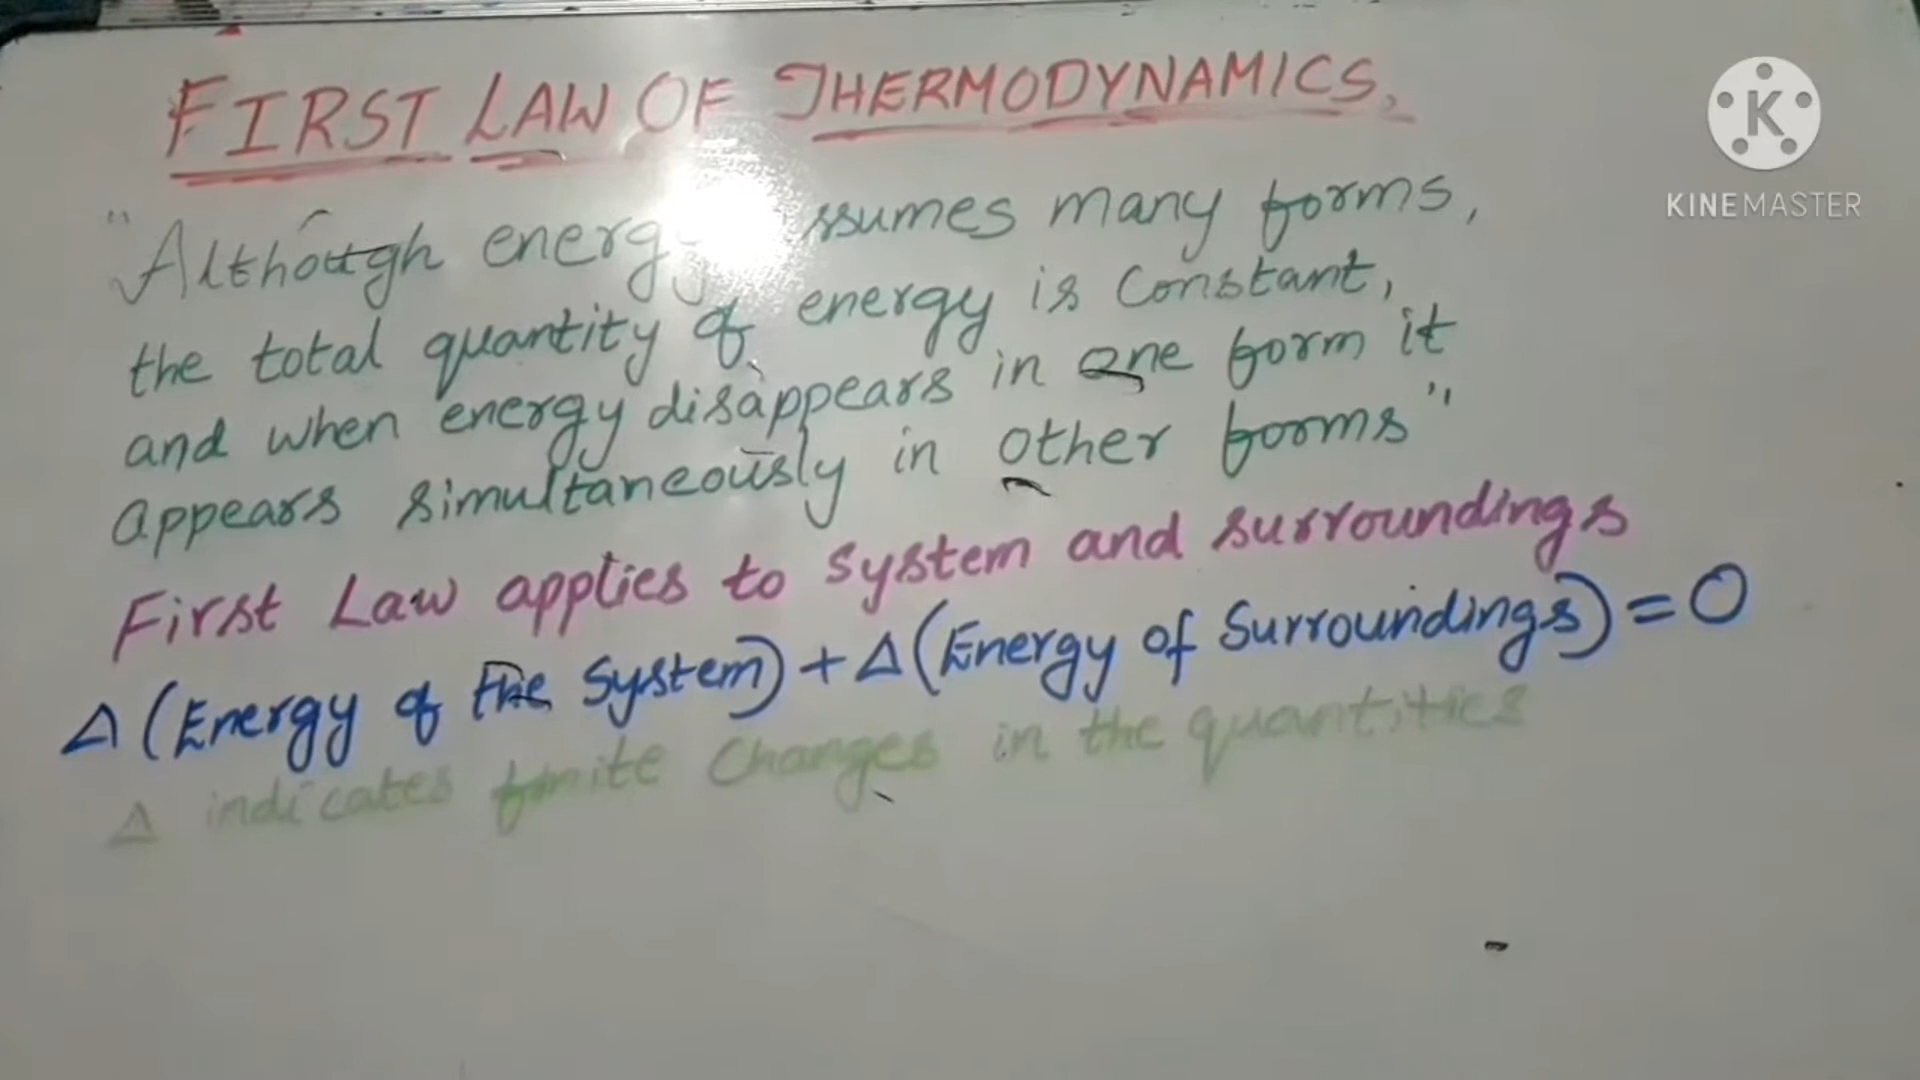 FIRST LAW OF THERMODYNAMICS,
"Although energy ssumes many forms,
the total quantity of energy is Constant,
and when energy disappears in one form it
appears simultaneously in other forms"
First Law applies to System and surroundings
Δ (Energy of the System) + Δ (Energy of Surroundings) = 0
Δ indicates finite Changes in the quantities
K
KINEMASTER